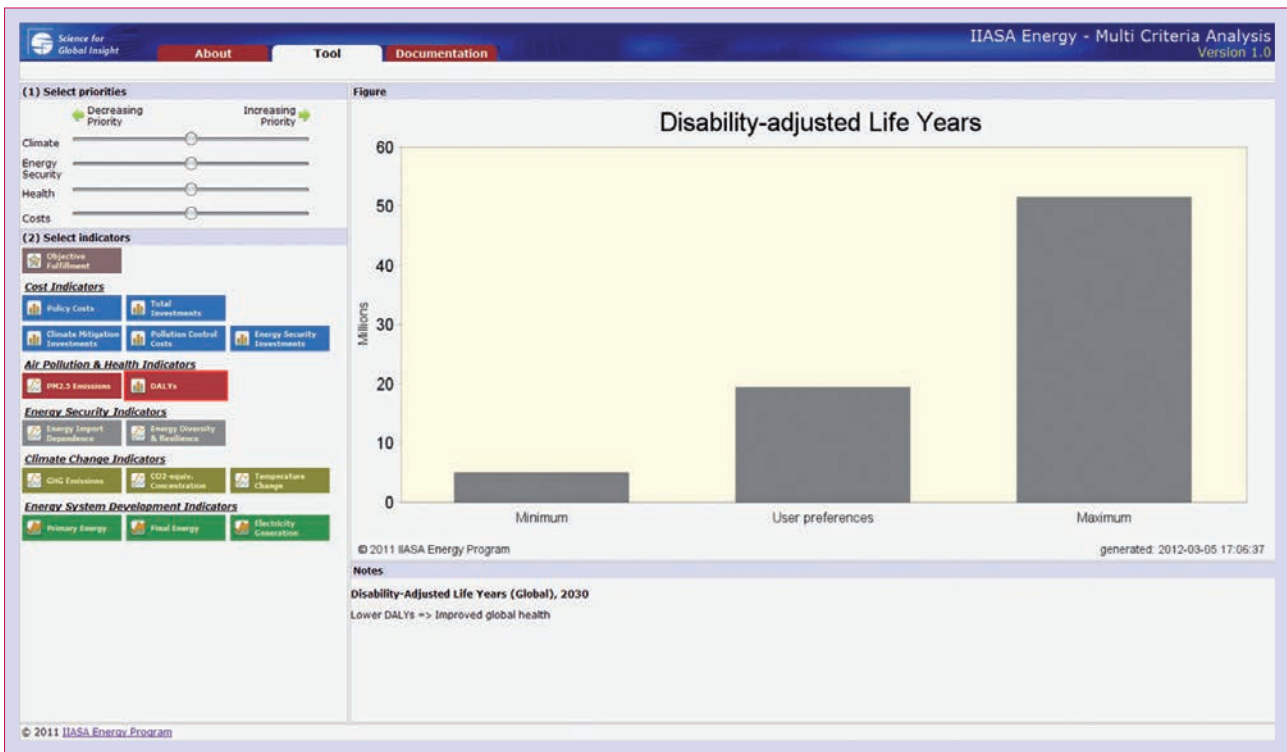 Science for
Global Insight
About
Tool
Documentation
IIASA Energy - Multi Criteria Analysis
Version 1.0
(1) Select priorities
Decreasing
Priority
Increasing
Priority
Climate
Energy
Security
Health
Costs
(2) Select indicators
Objective
Fulfillment
Cost Indicators
Policy Costs
Total
Investments
Climate Mitigation
Investments
Pollution Control
Costs
Energy Security
Investments
Air Pollution & Health Indicators
PM2.5 Emissions
DALYs
Energy Security Indicators
Energy Import
Dependence
Energy Diversity
& Resilience
Climate Change Indicators
GHG Emissions
CO2-equiv.
Concentration
Temperature
Change
Energy System Development Indicators
Primary Energy
Final Energy
Electricity
Generation
Figure
Disability-adjusted Life Years
60
50
40
30
20
10
0
Millions
Minimum
User preferences
Maximum
© 2011 IIASA Energy Program
generated: 2012-03-05 17:06:37
Notes
Disability-Adjusted Life Years (Global), 2030
Lower DALYs => Improved global health
© 2011 IIASA Energy Program